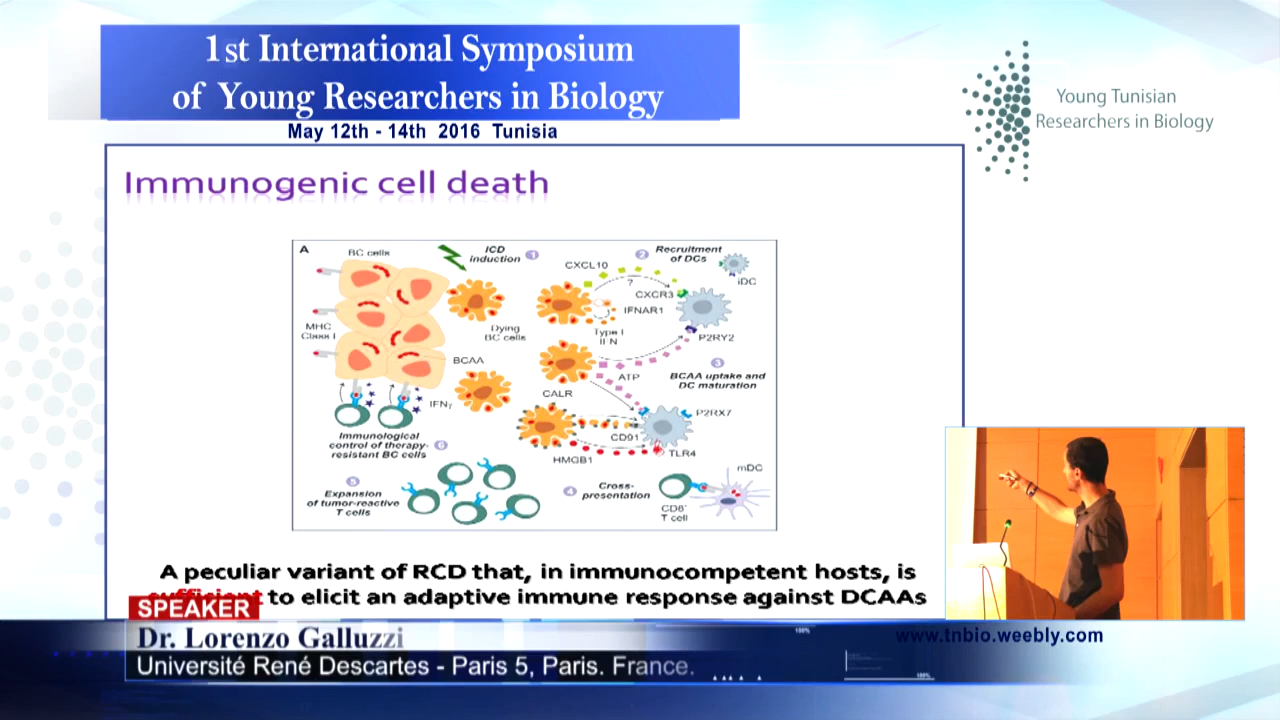 1st International Symposium
of Young Researchers in Biology
May 12th - 14th 2016 Tunisia
Young Tunisian
Researchers in Biology
Immunogenic cell death
A
BC cells
MHC
Class I
BCAA
IFNγ
Immunological
control of therapy-
resistant BC cells
6
ICD
induction
1
Dying
BC cells
CXCL10
2
Recruitment
of DCs
iDC
?
CXCR3
IFNAR1
Type I
IFN
P2RY2
3
BCAA uptake and
DC maturation
ATP
CALR
P2RX7
CD91
HMGB1
TLR4
mDC
4
Cross-
presentation
CD8+
T cell
5
Expansion
of tumor-reactive
T cells
A peculiar variant of RCD that, in immunocompetent hosts, is
to elicit an adaptive immune response against DCAAs
SPEAKER
Dr. Lorenzo Galluzzi
Université René Descartes - Paris 5, Paris. France.
www.tnbio.weebly.com
100%
100%